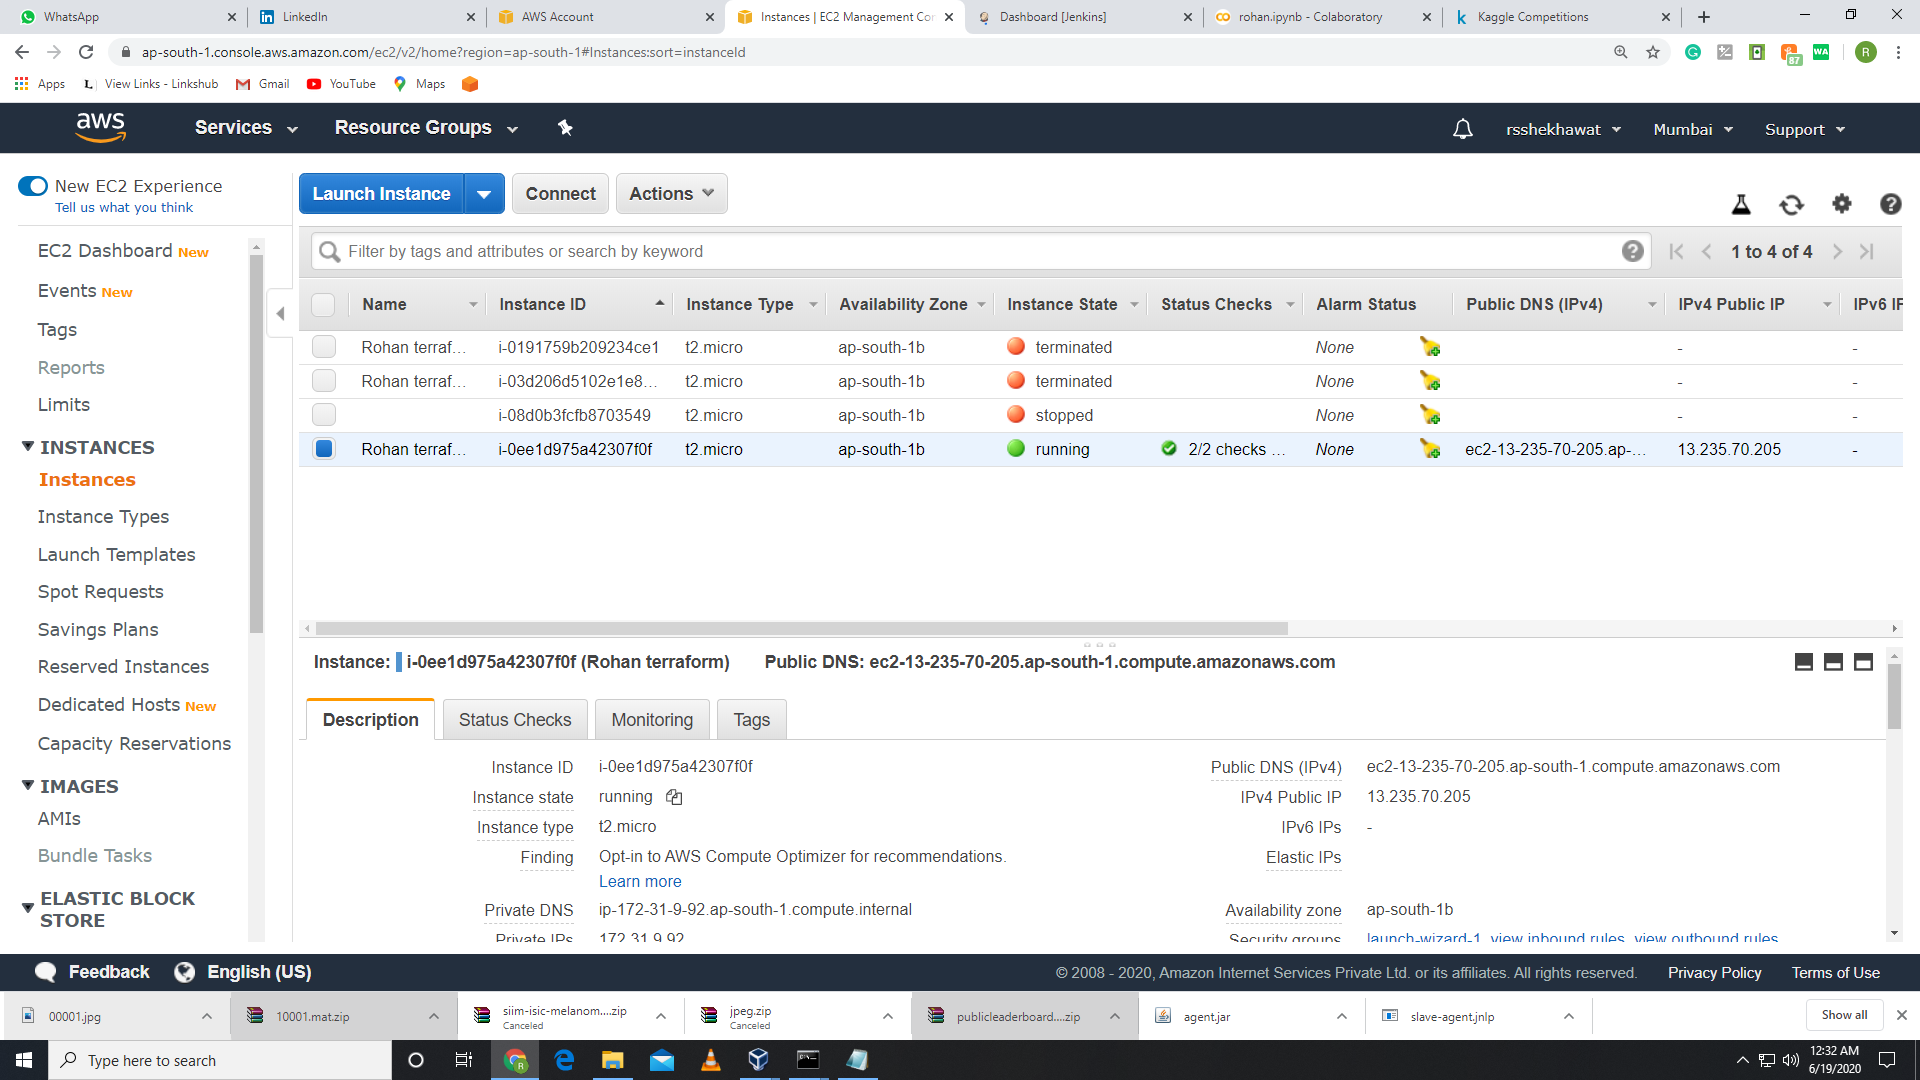 WhatsApp
LinkedIn
AWS Account
Instances | EC2 Management Cor
Dashboard [Jenkins]
rohan.ipynb - Colaboratory
Kaggle Competitions
ap-south-1.console.aws.amazon.com/ec2/v2/home?region=ap-south-1#Instances:sort=instanceId
87
WA
R
Apps
View Links - Linkshub
Gmail
YouTube
Maps
aws
Services
Resource Groups
rsshekhawat
Mumbai
Support
New EC2 Experience
Tell us what you think
EC2 Dashboard New
Events New
Tags
Reports
Limits
INSTANCES
Instances
Instance Types
Launch Templates
Spot Requests
Savings Plans
Reserved Instances
Dedicated Hosts New
Capacity Reservations
IMAGES
AMIs
Bundle Tasks
ELASTIC BLOCK
STORE
Launch Instance
Connect
Actions
Filter by tags and attributes or search by keyword
1 to 4 of 4
Name Instance ID Instance Type Availability Zone Instance State Status Checks Alarm Status Public DNS (IPv4) IPv4 Public IP IPv6 IF
Rohan terraf... i-0191759b209234ce1 t2.micro ap-south-1b terminated None - -
Rohan terraf... i-03d206d5102e1e8... t2.micro ap-south-1b terminated None - -
i-08d0b3fcfb8703549 t2.micro ap-south-1b stopped None - -
Rohan terraf... i-0ee1d975a42307f0f t2.micro ap-south-1b running 2/2 checks ... None ec2-13-235-70-205.ap-... 13.235.70.205 -
Instance: i-0ee1d975a42307f0f (Rohan terraform) Public DNS: ec2-13-235-70-205.ap-south-1.compute.amazonaws.com
Description
Status Checks
Monitoring
Tags
Instance ID i-0ee1d975a42307f0f
Instance state running
Instance type t2.micro
Finding Opt-in to AWS Compute Optimizer for recommendations.
Learn more
Private DNS ip-172-31-9-92.ap-south-1.compute.internal
Private IPs 172.31.9.92
Public DNS (IPv4) ec2-13-235-70-205.ap-south-1.compute.amazonaws.com
IPv4 Public IP 13.235.70.205
IPv6 IPs -
Elastic IPs
Availability zone ap-south-1b
Security groups launch-wizard-1. view inbound rules. view outbound rules
Feedback
English (US)
© 2008 - 2020, Amazon Internet Services Private Ltd. or its affiliates. All rights reserved.
Privacy Policy
Terms of Use
00001.jpg
10001.mat.zip
siim-isic-melanom....zip
Canceled
jpeg.zip
Canceled
publicleaderboard....zip
agent.jar
slave-agent.jnlp
Show all
Type here to search
12:32 AM
6/19/2020